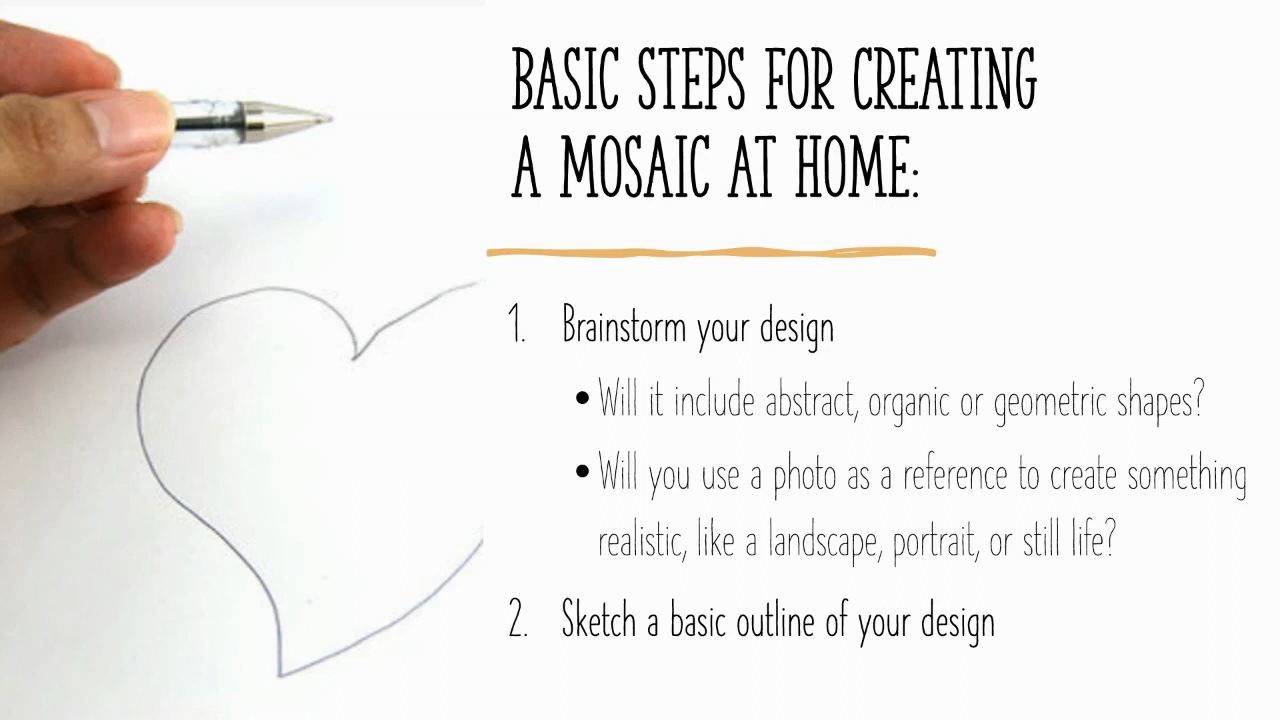 BASIC STEPS FOR CREATING
A MOSAIC AT HOME:
1. Brainstorm your design
• Will it include abstract, organic or geometric shapes?
• Will you use a photo as a reference to create something
realistic, like a landscape, portrait, or still life?
2. Sketch a basic outline of your design